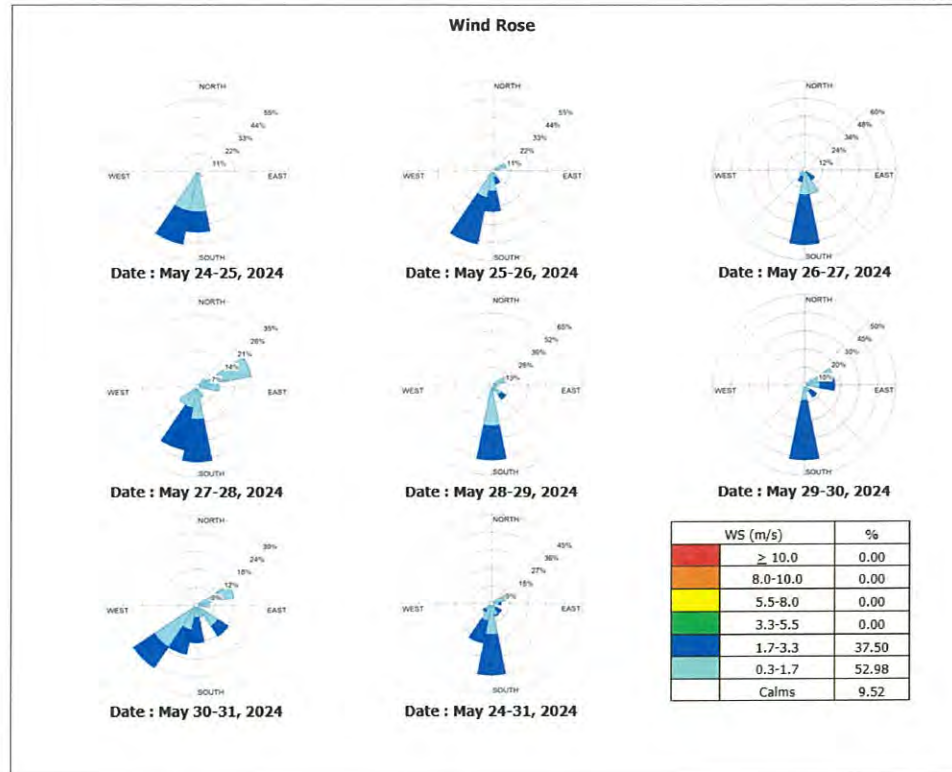 Wind Rose
NORTH
55%
44%
33%
22%
11%
WEST
EAST
SOUTH
Date : May 24-25, 2024
NORTH
55%
44%
33%
22%
11%
WEST
EAST
SOUTH
Date : May 25-26, 2024
NORTH
60%
48%
36%
24%
12%
WEST
EAST
SOUTH
Date : May 26-27, 2024
NORTH
35%
28%
21%
14%
7%
WEST
EAST
SOUTH
Date : May 27-28, 2024
NORTH
65%
52%
26%
13%
WEST
EAST
SOUTH
Date : May 28-29, 2024
NORTH
50%
30%
20%
10%
WEST
EAST
SOUTH
Date : May 29-30, 2024
NORTH
24%
18%
12%
WEST
EAST
SOUTH
Date : May 30-31, 2024
NORTH
45%
36%
27%
18%
9%
WEST
EAST
SOUTH
Date : May 24-31, 2024
WS (m/s) %
≥ 10.0 0.00
8.0-10.0 0.00
5.5-8.0 0.00
3.3-5.5 0.00
1.7-3.3 37.50
0.3-1.7 52.98
Calms 9.52